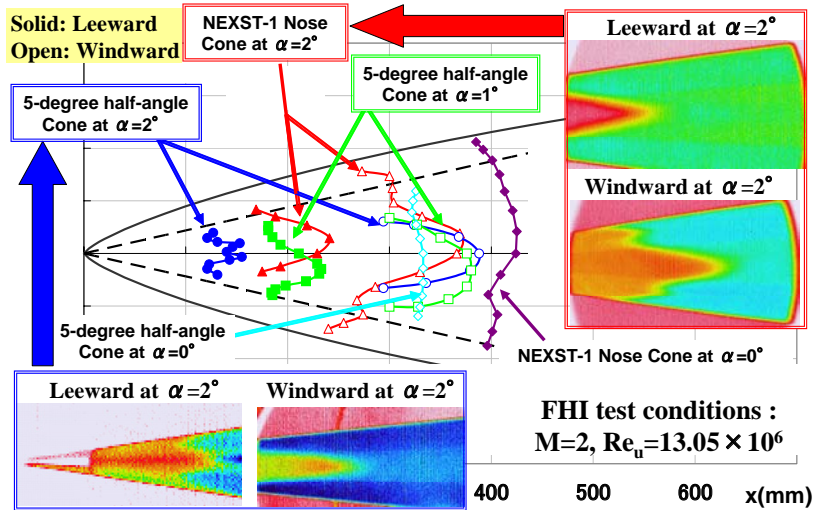 Solid: Leeward
Open: Windward
NEXST-1 Nose
Cone at α=2°
Leeward at α=2°
5-degree half-angle
Cone at α=1°
5-degree half-angle
Cone at α=2°
Windward at α=2°
5-degree half-angle
Cone at α=0°
NEXST-1 Nose Cone at α=0°
Leeward at α=2°
Windward at α=2°
FHI test conditions :
M=2, Reu=13.05×10⁶
400 500 600 x(mm)